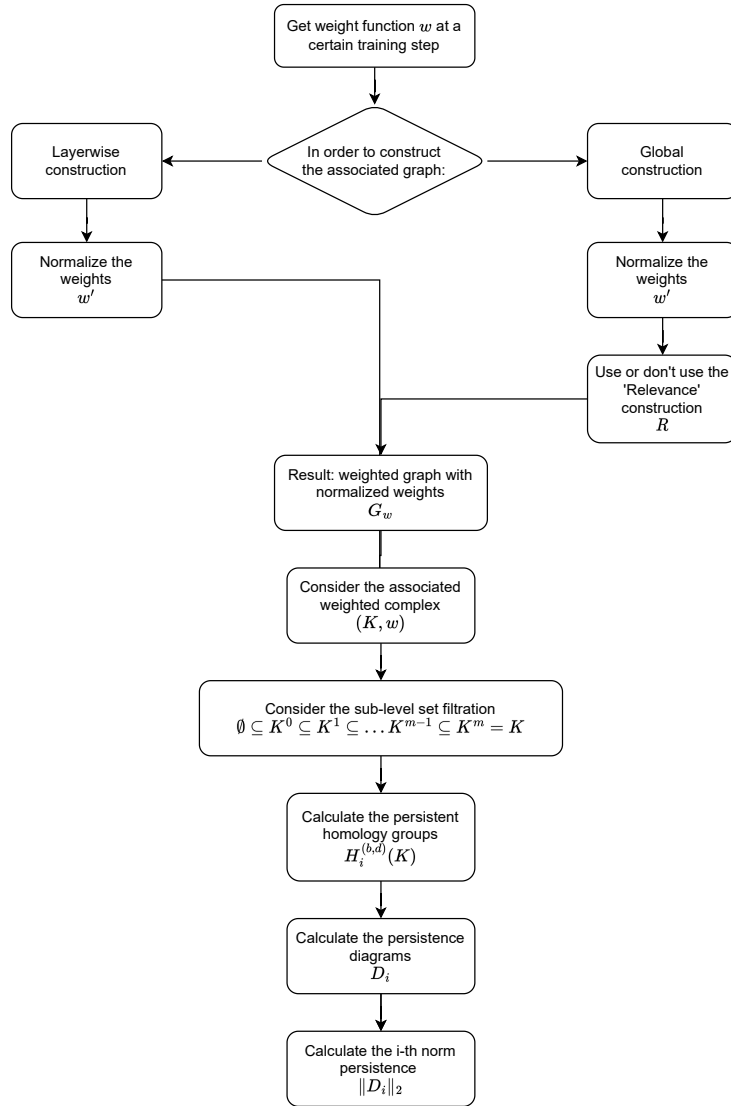 Get weight function w at a
certain training step
In order to construct
the associated graph:
Layerwise
construction
Global
construction
Normalize the
weights
w′
Normalize the
weights
w′
Use or don't use the
'Relevance'
construction
R
Result: weighted graph with
normalized weights
G_w
Consider the associated
weighted complex
(K, w)
Consider the sub-level set filtration
∅ ⊆ K^0 ⊆ K^1 ⊆ … K^{m−1} ⊆ K^m = K
Calculate the persistent
homology groups
H_i^{(b,d)}(K)
Calculate the persistence
diagrams
D_i
Calculate the i-th norm
persistence
∥D_i∥_2